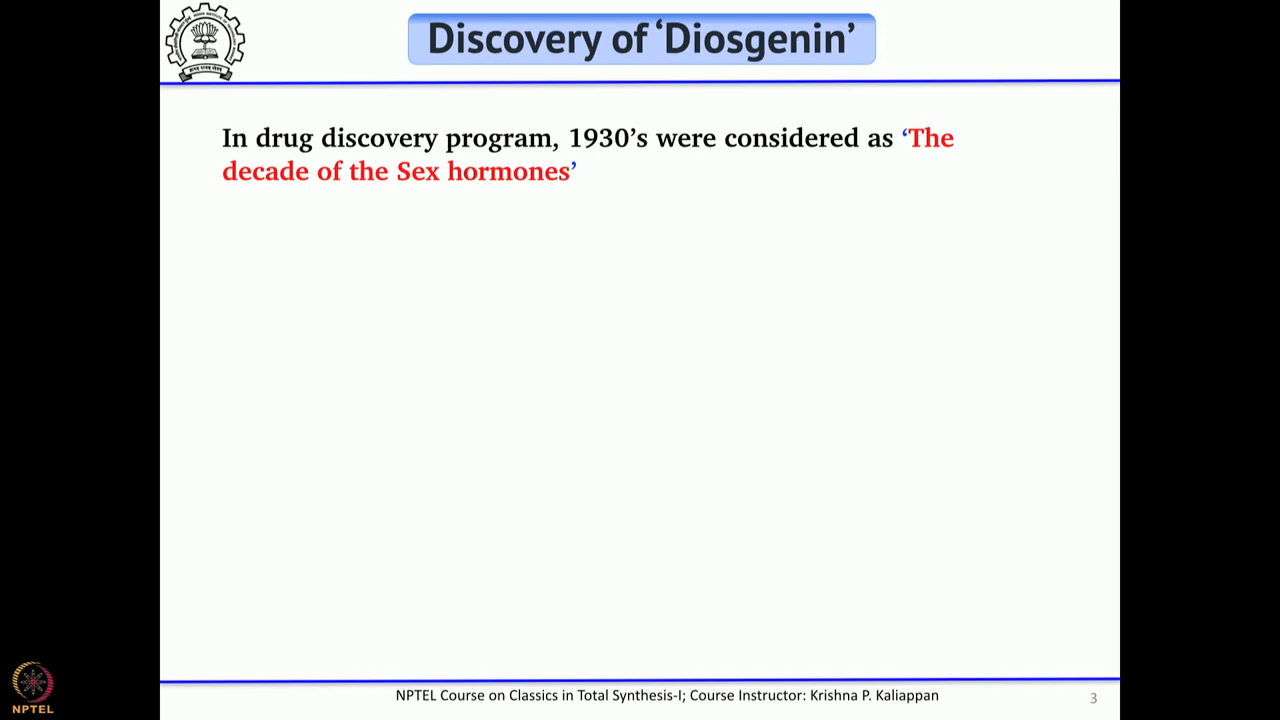 Discovery of ‘Diosgenin’
In drug discovery program, 1930’s were considered as ‘The
decade of the Sex hormones’
NPTEL Course on Classics in Total Synthesis-I; Course Instructor: Krishna P. Kaliappan
3
NPTEL